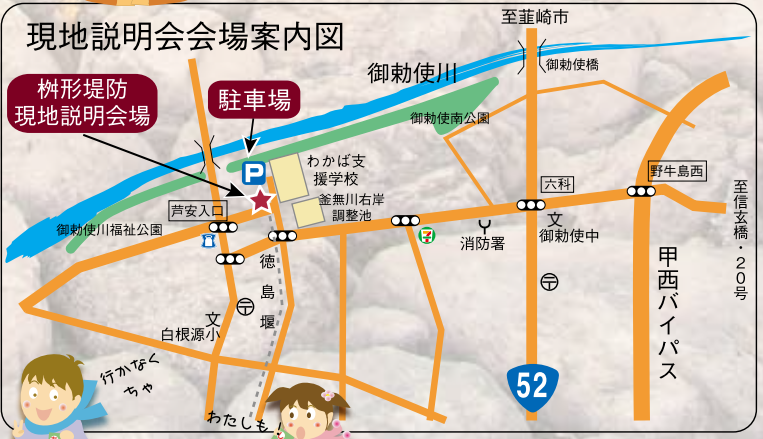 現地説明会会場案内図
至韮崎市
御勅使川
御勅使橋
桝形堤防
現地説明会場
駐車場
御勅使南公園
P
わかば支
援学校
六科
野牛島西
釜無川右岸
調整池
芦安入口
御勅使川福祉公園
7
消防署
文
御勅使中
至信玄橋・20号
徳島堰
甲西バイパス
〒
〒
文
白根源小
52
行かなく
ちゃ
わたしも!